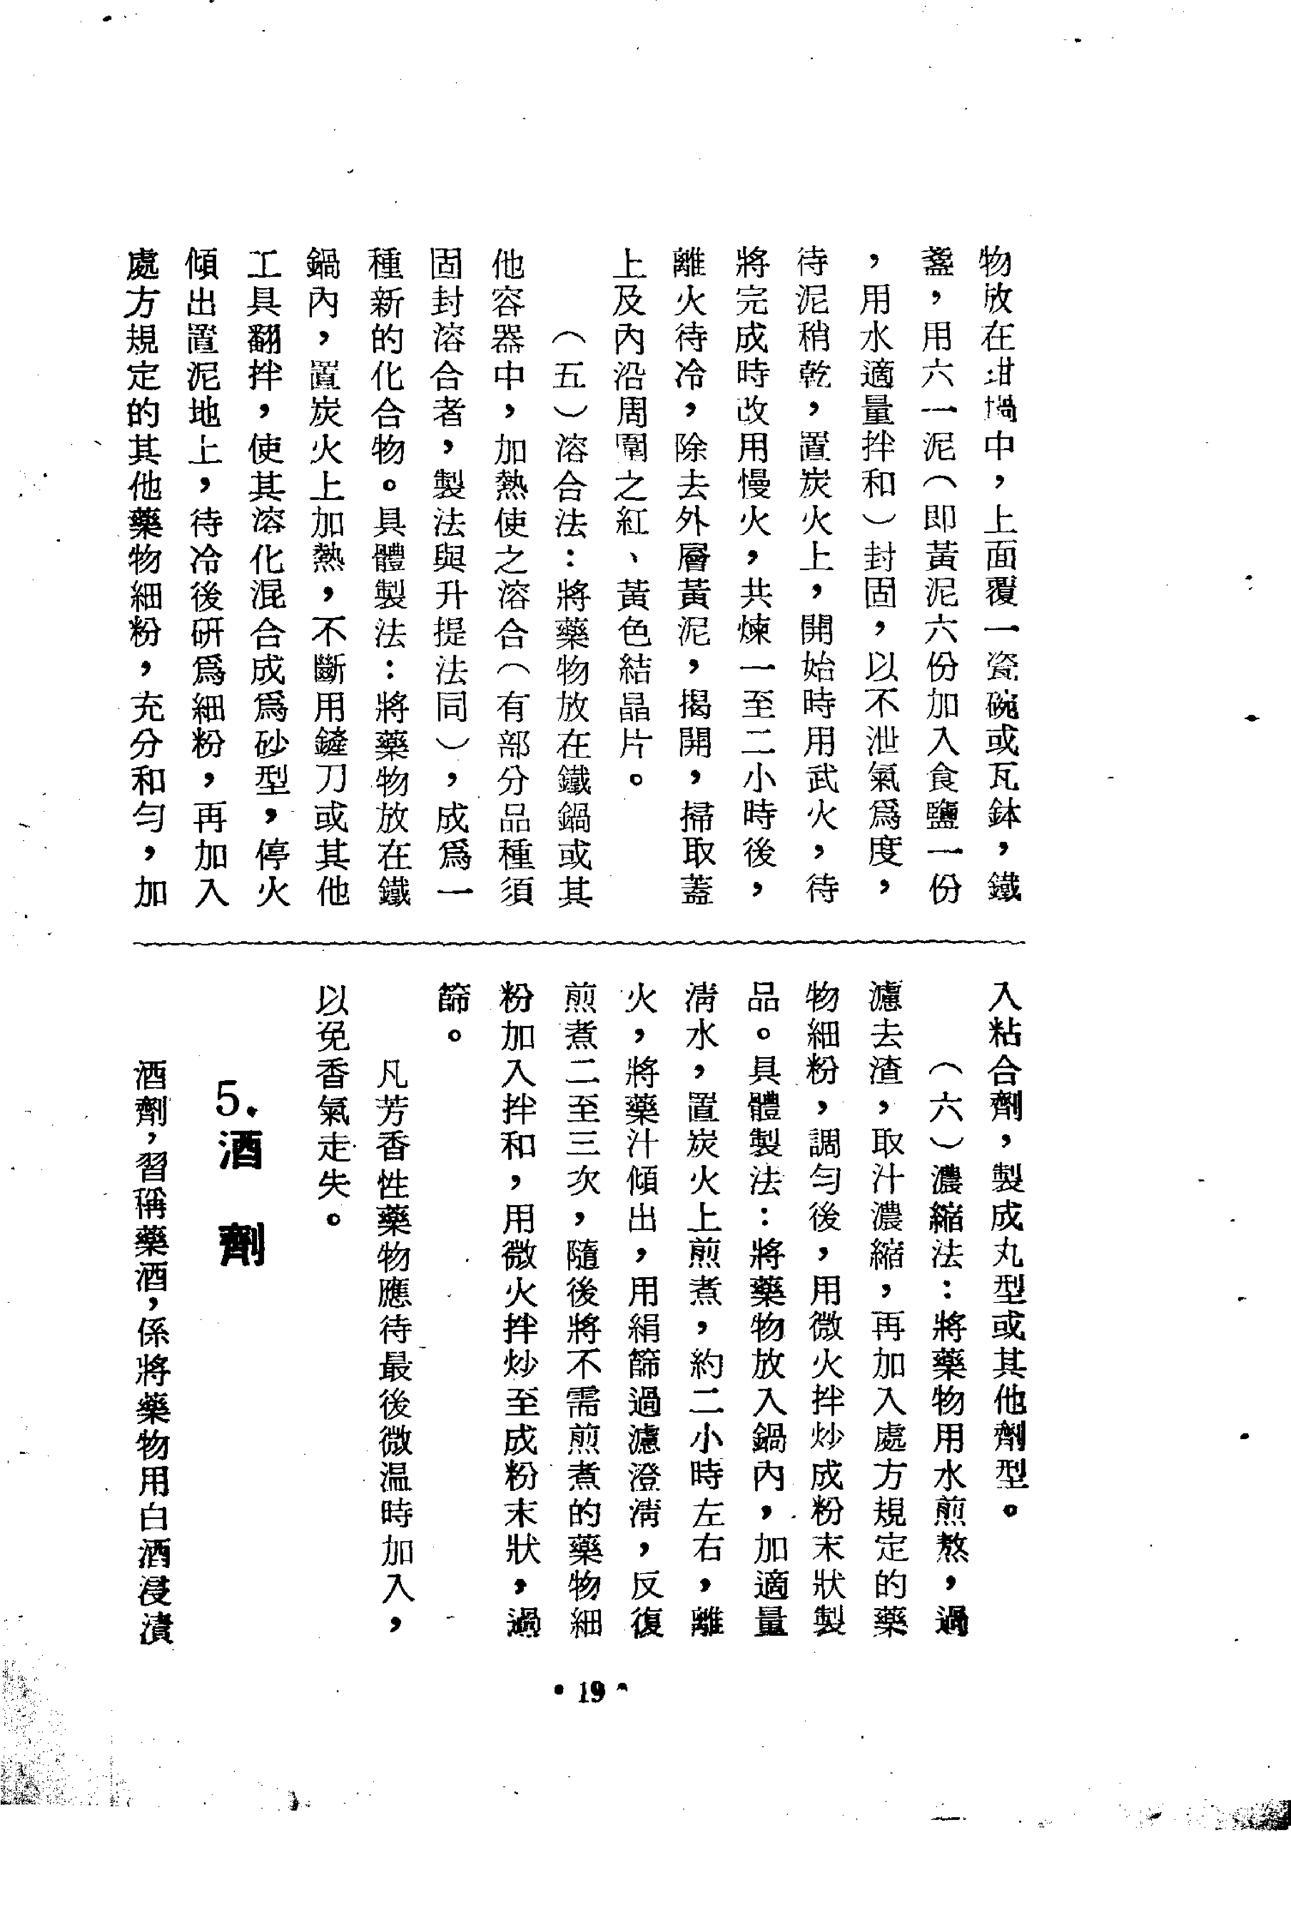 物放在坩堝中，上面覆一瓷碗或瓦鉢，鐵
盞，用六一泥（即黃泥六份加入食鹽一份
，用水適量拌和）封固，以不泄氣爲度，
待泥稍乾，置炭火上，開始時用武火，待
將完成時改用慢火，共煉一至二小時後，
離火待冷，除去外層黃泥，揭開，掃取蓋
上及內沿周圍之紅、黃色結晶片。
（五）溶合法：將藥物放在鐵鍋或其
他容器中，加熱使之溶合（有部分品種須
固封溶合者，製法與升提法同），成爲一
種新的化合物。具體製法：將藥物放在鐵
鍋內，置炭火上加熱，不斷用鏟刀或其他
工具翻拌，使其溶化混合成爲砂型，停火
傾出置泥地上，待冷後研爲細粉，再加入
處方規定的其他藥物細粉，充分和勻，加
入粘合劑，製成丸型或其他劑型。
（六）濃縮法：將藥物用水煎熬，過
濾去渣，取汁濃縮，再加入處方規定的藥
物細粉，調勻後，用微火拌炒成粉末狀製
品。具體製法：將藥物放入鍋內，加適量
清水，置炭火上煎煮，約二小時左右，離
火，將藥汁傾出，用絹篩過濾澄清，反復
煎煮二至三次，隨後將不需煎煮的藥物細
粉加入拌和，用微火拌炒至成粉末狀，過
篩。
凡芳香性藥物應待最後微温時加入，
以免香氣走失。
5.酒 劑
酒劑，習稱藥酒，係將藥物用白酒浸漬
• 19 •